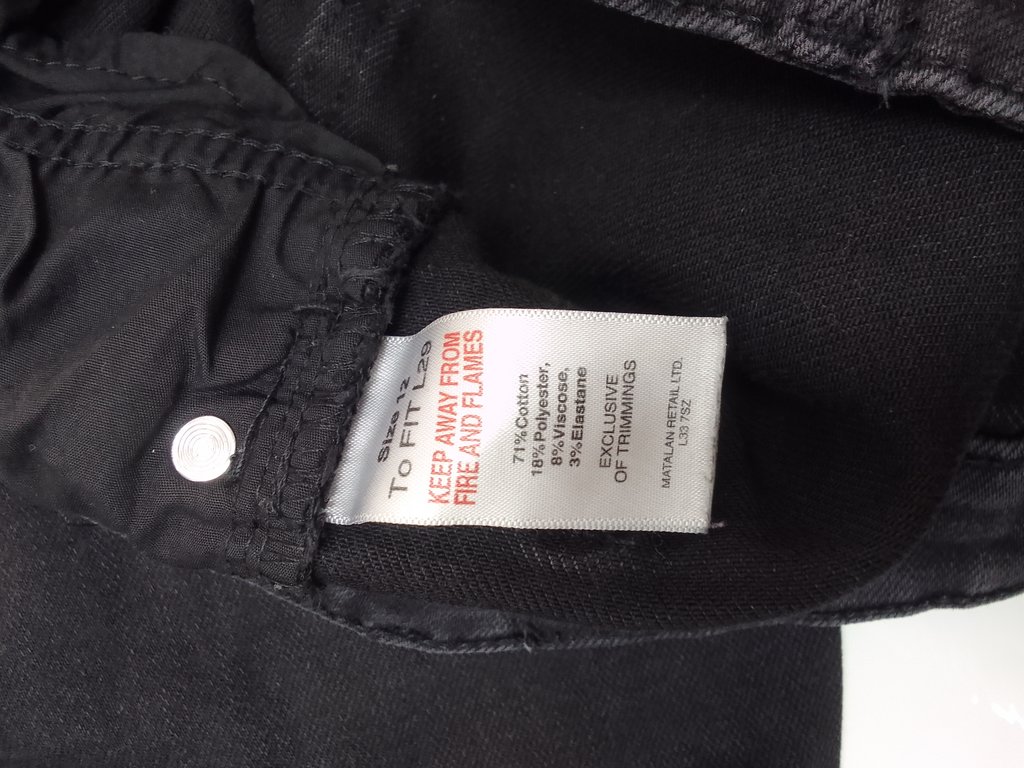 Size 12
To FIT L29
KEEP AWAY FROM
FIRE AND FLAMES
71%Cotton
18%Polyester,
8%Viscose,
3%Elastane
EXCLUSIVE
OF TRIMMINGS
MATALAN RETAIL LTD.
L33 7SZ